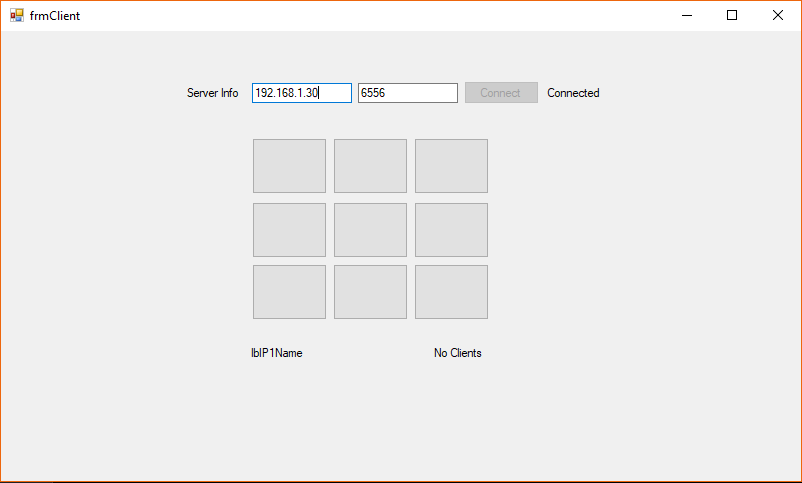 frmClient
Server Info 192.168.1.30 6556 Connect Connected
lblP1Name No Clients